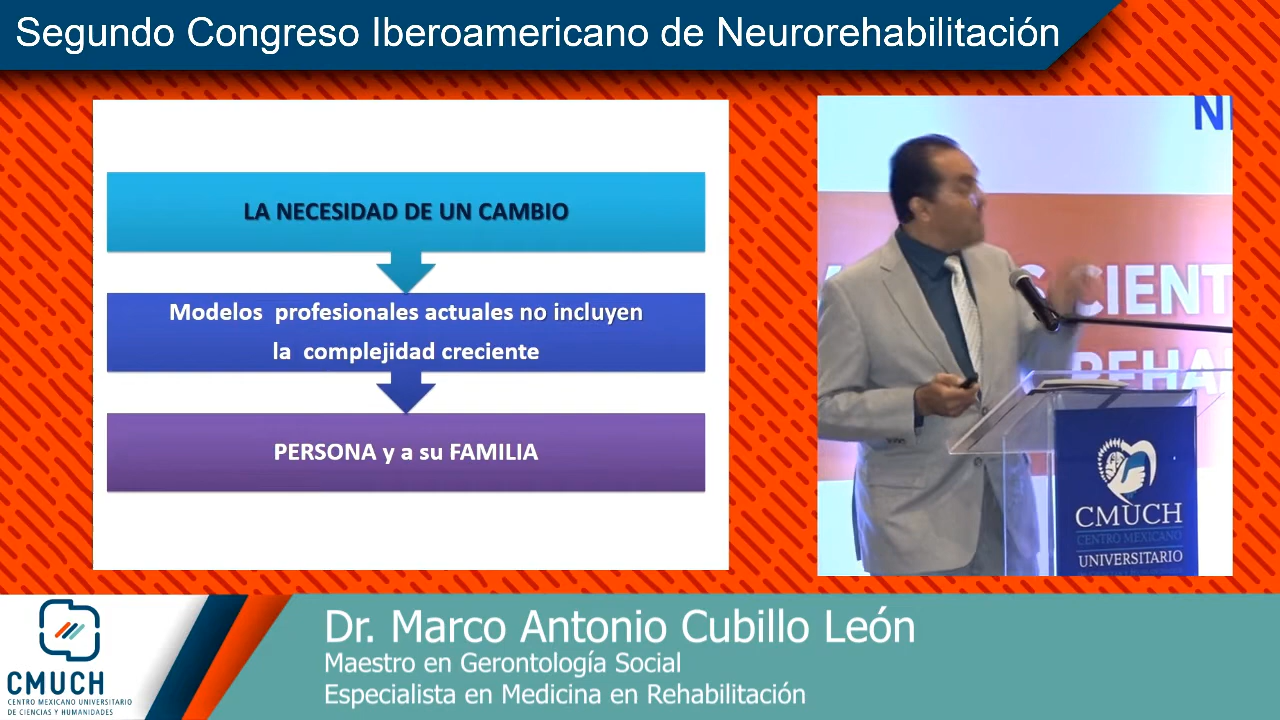 Segundo Congreso Iberoamericano de Neurorehabilitación
LA NECESIDAD DE UN CAMBIO
Modelos profesionales actuales no incluyen
la complejidad creciente
PERSONA y a su FAMILIA
CIENT
REHA
CMUCH
CENTRO MEXICANO
UNIVERSITARIO
Dr. Marco Antonio Cubillo León
Maestro en Gerontología Social
Especialista en Medicina en Rehabilitación
CMUCH
CENTRO MEXICANO UNIVERSITARIO
DE CIENCIAS Y HUMANIDADES